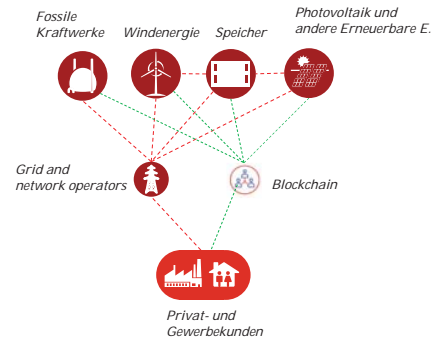 Fossile
Kraftwerke
Windenergie
Speicher
Photovoltaik und
andere Erneuerbare E.
Grid and
network operators
Blockchain
Privat- und
Gewerbekunden